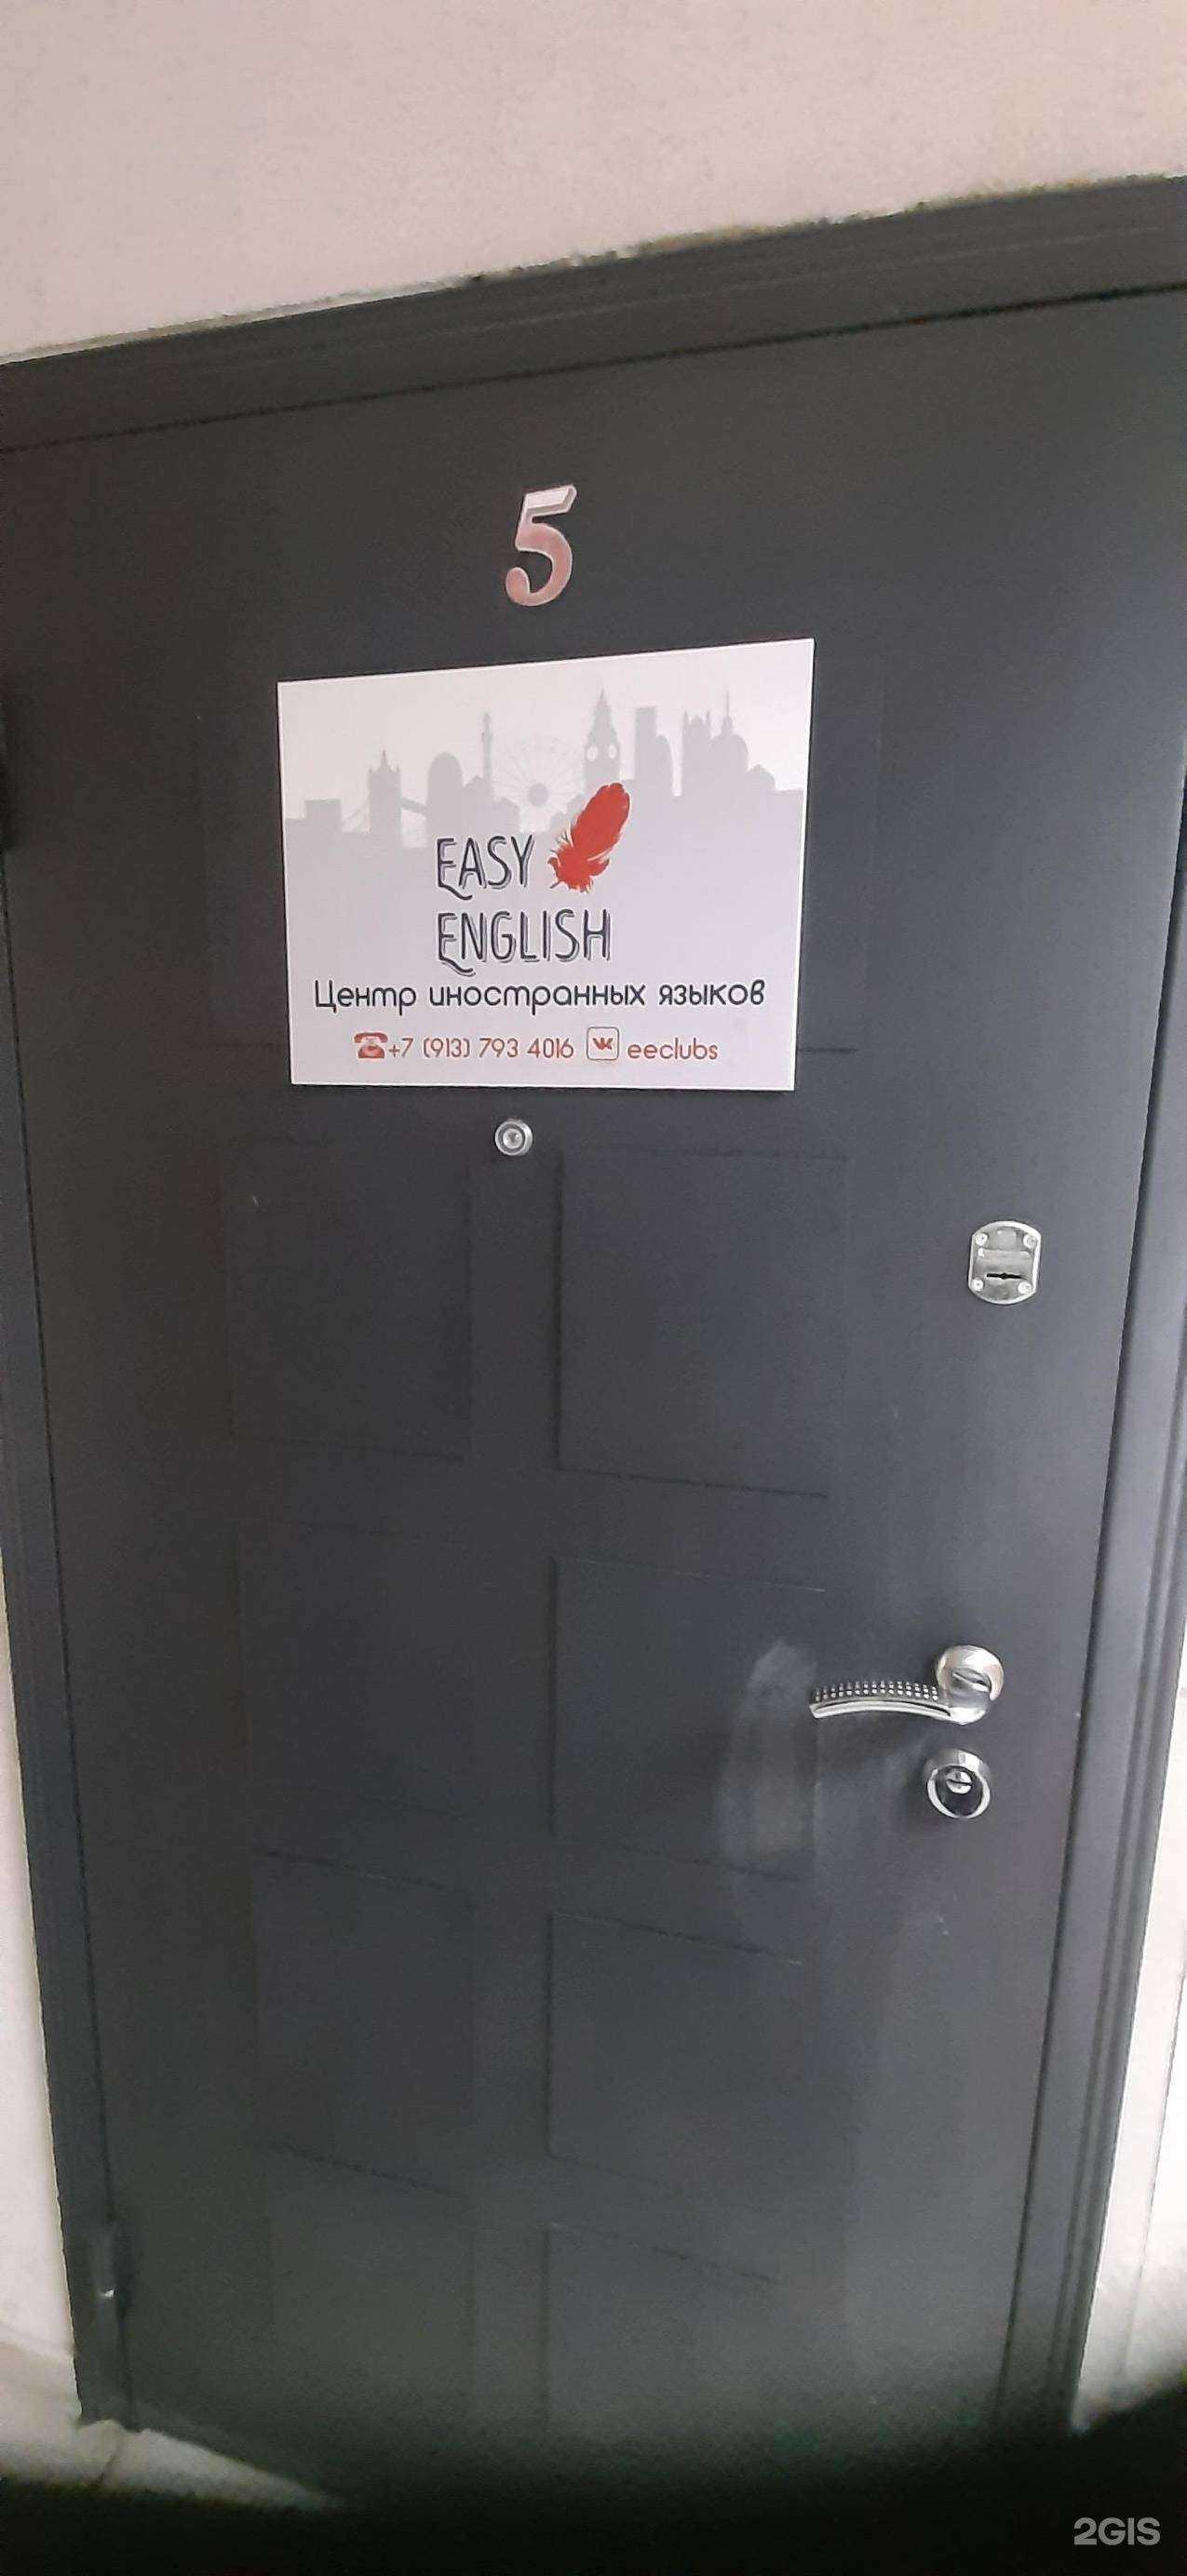 5
EASY
ENGLISH
Центр иностранных языков
+7 (913) 793 4016 eeclubs
2GIS